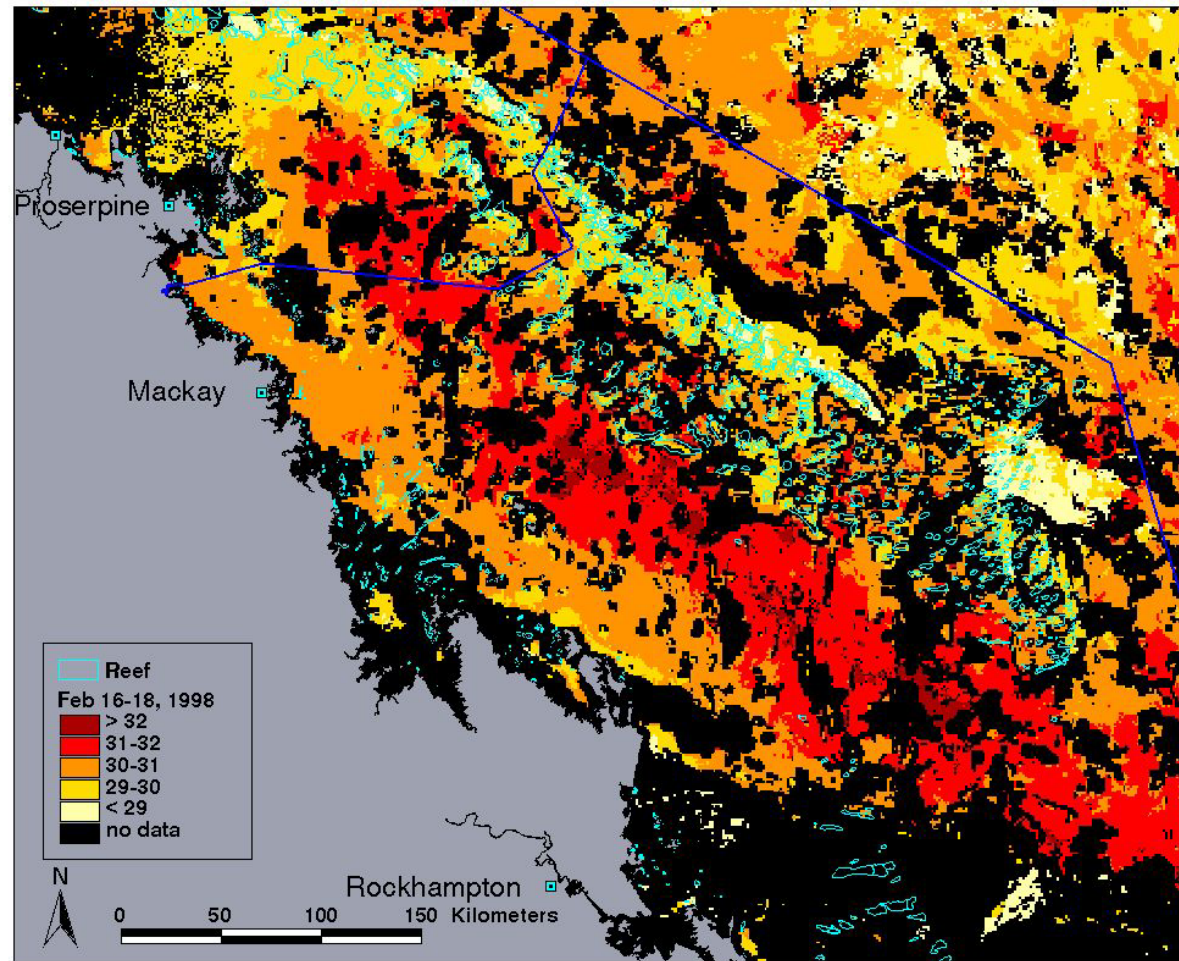 Proserpine
Mackay
Reef
Feb 16-18, 1998
> 32
31-32
30-31
29-30
< 29
no data
N
Rockhampton
0 50 100 150 Kilometers